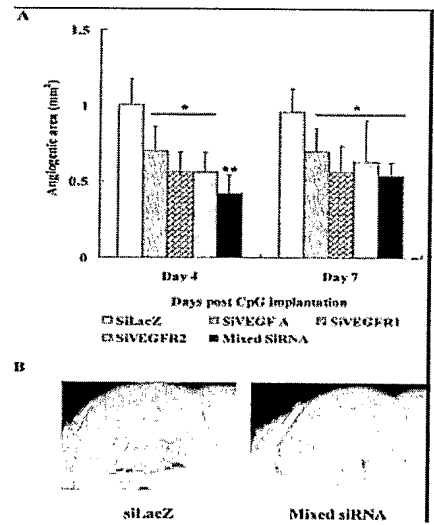 A
1.5
1
0.5
0
Angiogenic area (mm²)
*
**
*
Day 4
Day 7
Days post CpG Implantation
SiLacZ
SiVEGF A
SiVEGFR1
SiVEGFR2
Mixed SiRNA
B
siLacZ
Mixed siRNA